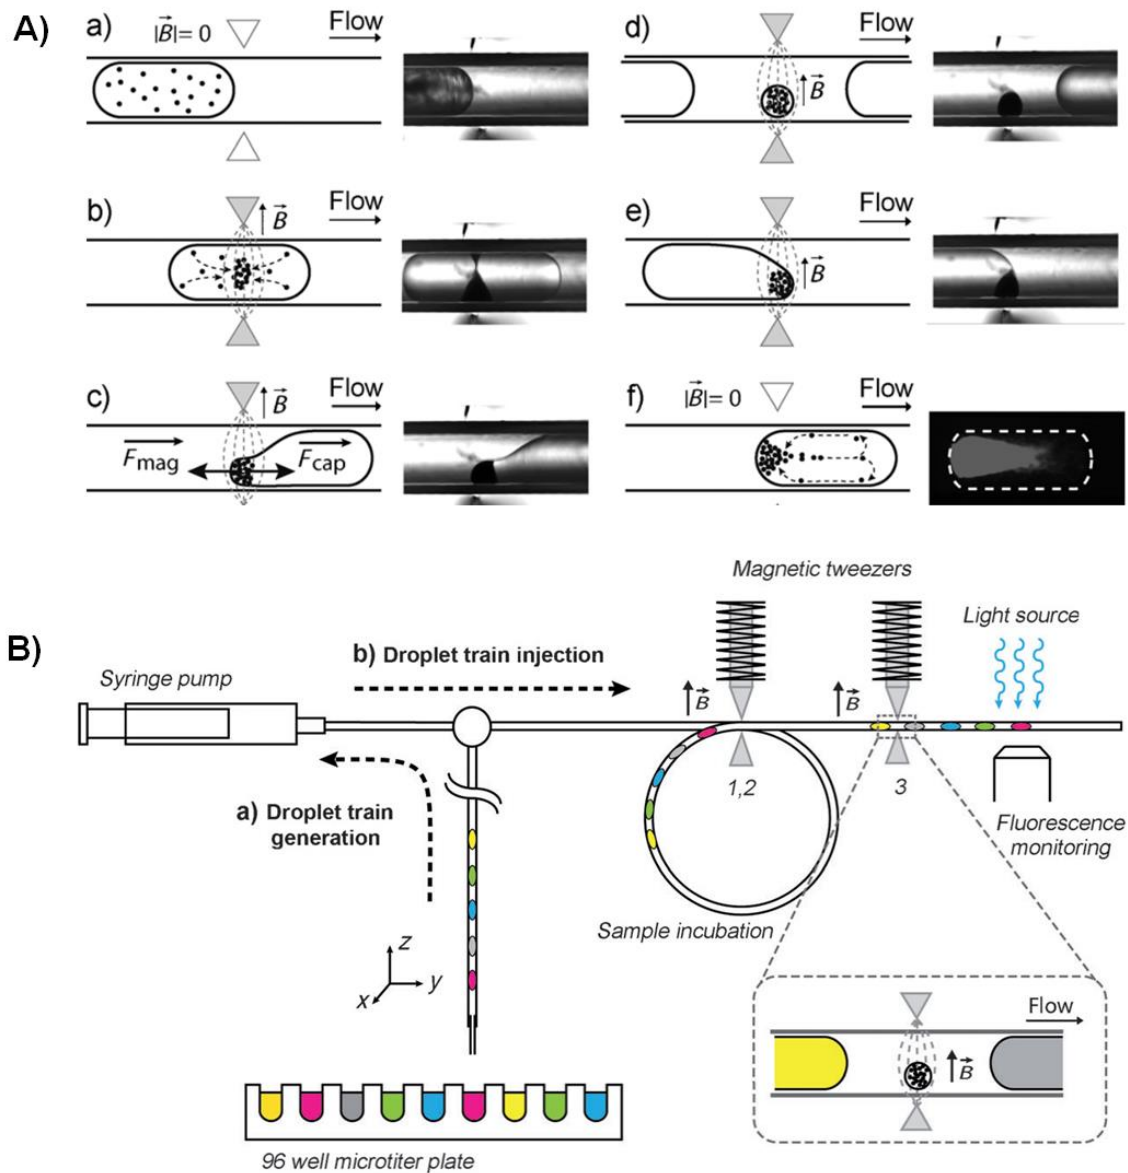 A)
a) |B⃗|= 0 Flow
d) B⃗ Flow
b) B⃗ Flow
e) B⃗ Flow
c) B⃗ Flow
Fmag Fcap
f) |B⃗|= 0 Flow
B)
Magnetic tweezers
Light source
b) Droplet train injection
Syringe pump
B⃗
B⃗
1,2
3
a) Droplet train
generation
Fluorescence
monitoring
Sample incubation
z
y
x
Flow
B⃗
96 well microtiter plate